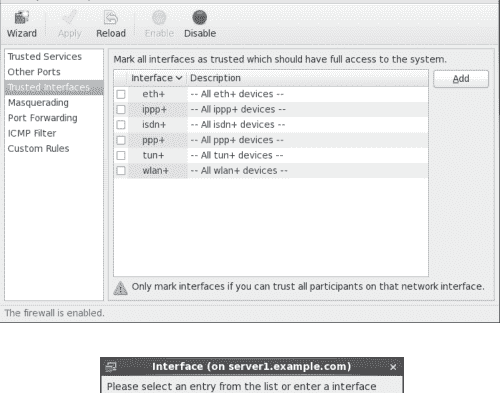 Wizard Apply Reload Enable Disable
Trusted Services
Other Ports
Trusted Interfaces
Masquerading
Port Forwarding
ICMP Filter
Custom Rules
Mark all interfaces as trusted which should have full access to the system.
Interface Description
eth+ -- All eth+ devices --
ippp+ -- All ippp+ devices --
isdn+ -- All isdn+ devices --
ppp+ -- All ppp+ devices --
tun+ -- All tun+ devices --
wlan+ -- All wlan+ devices --
Add
Only mark interfaces if you can trust all participants on that network interface.
The firewall is enabled.
Interface (on server1.example.com)
Please select an entry from the list or enter a interface